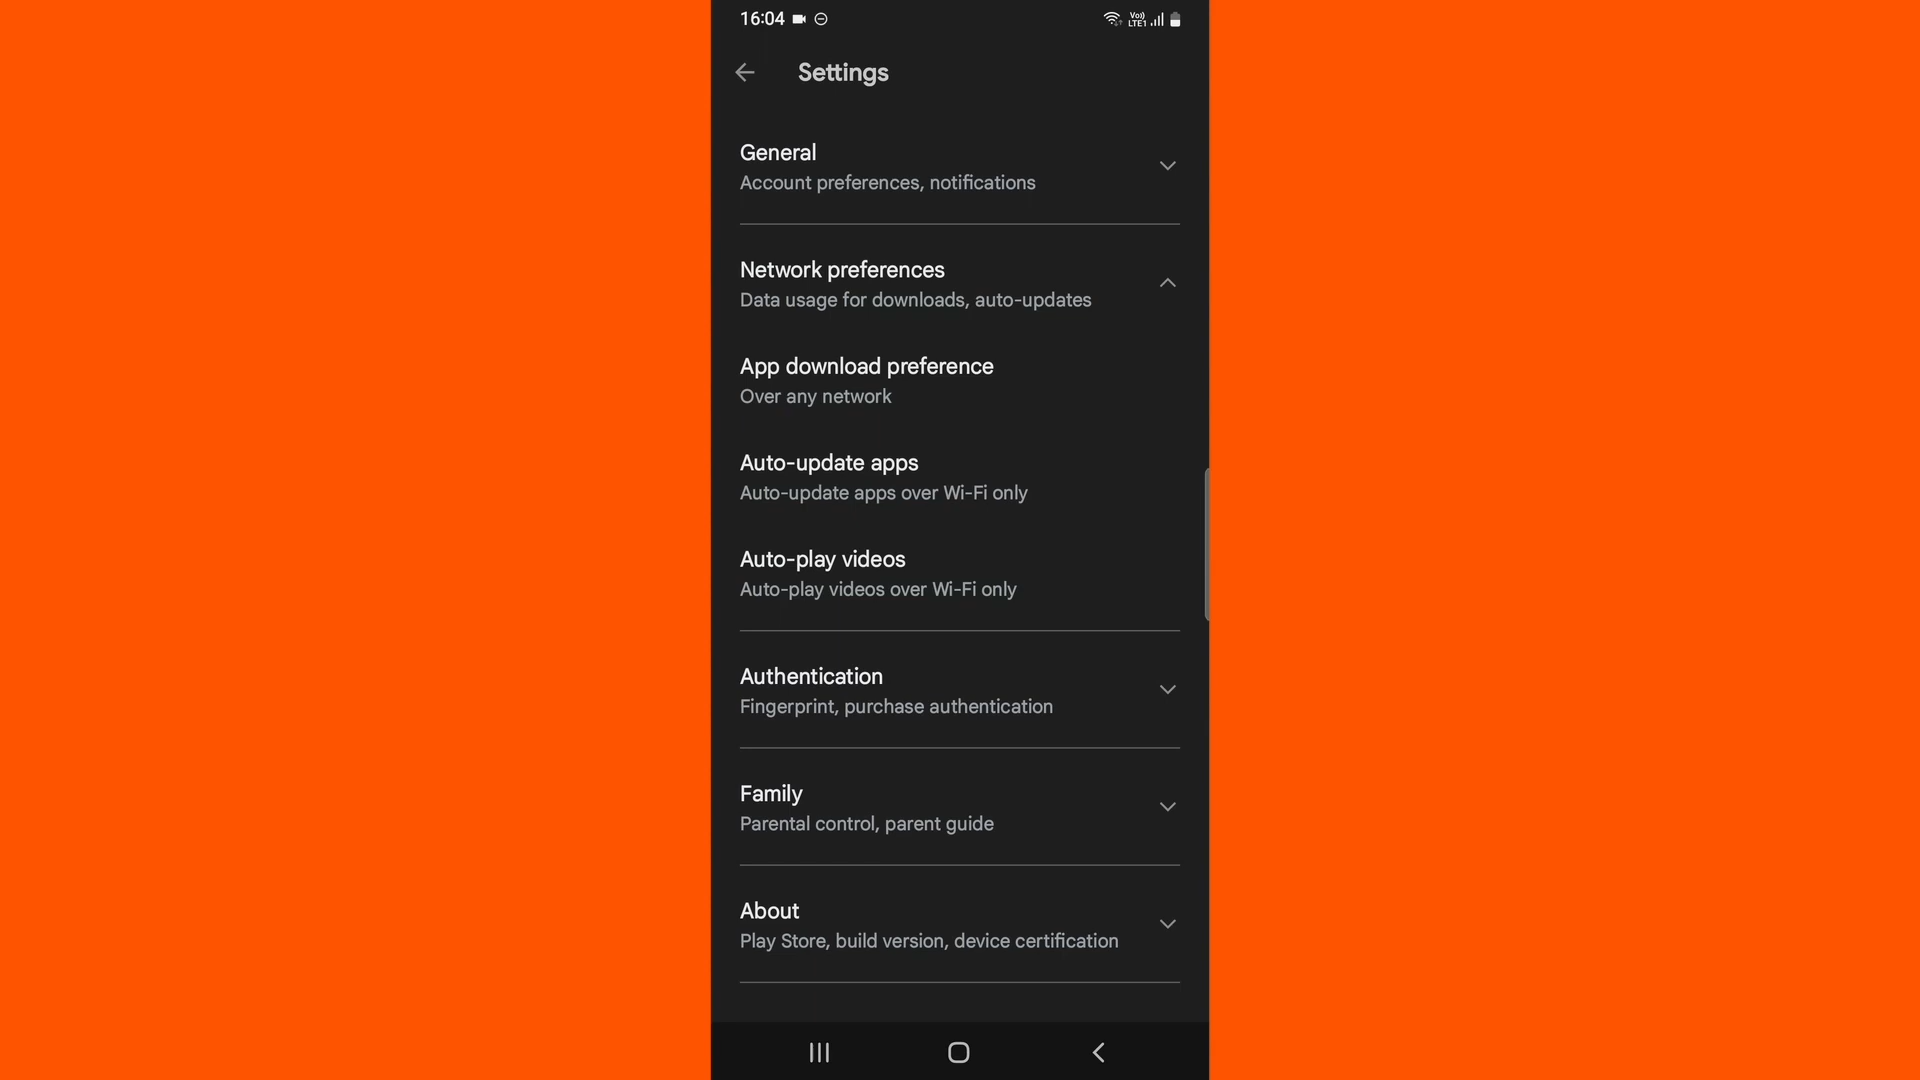 16:04
Vo)) LTE1
Settings
General
Account preferences, notifications
Network preferences
Data usage for downloads, auto-updates
App download preference
Over any network
Auto-update apps
Auto-update apps over Wi-Fi only
Auto-play videos
Auto-play videos over Wi-Fi only
Authentication
Fingerprint, purchase authentication
Family
Parental control, parent guide
About
Play Store, build version, device certification